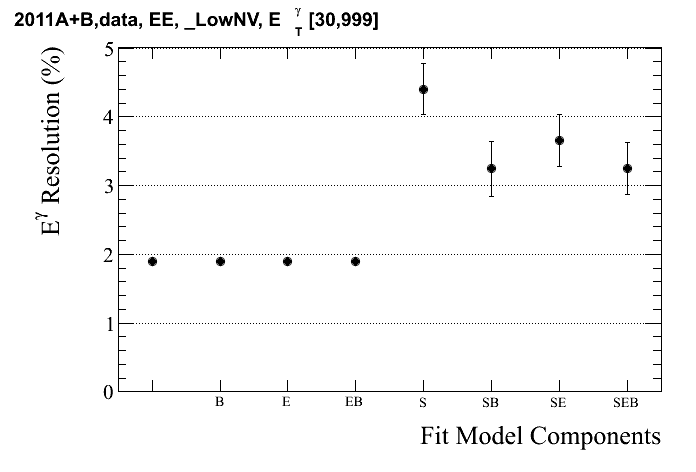 2011A+B,data, EE, _LowNV, E γ T [30,999]
E γ Resolution (%)
5
4
3
2
1
0
B E EB S SB SE SEB
Fit Model Components